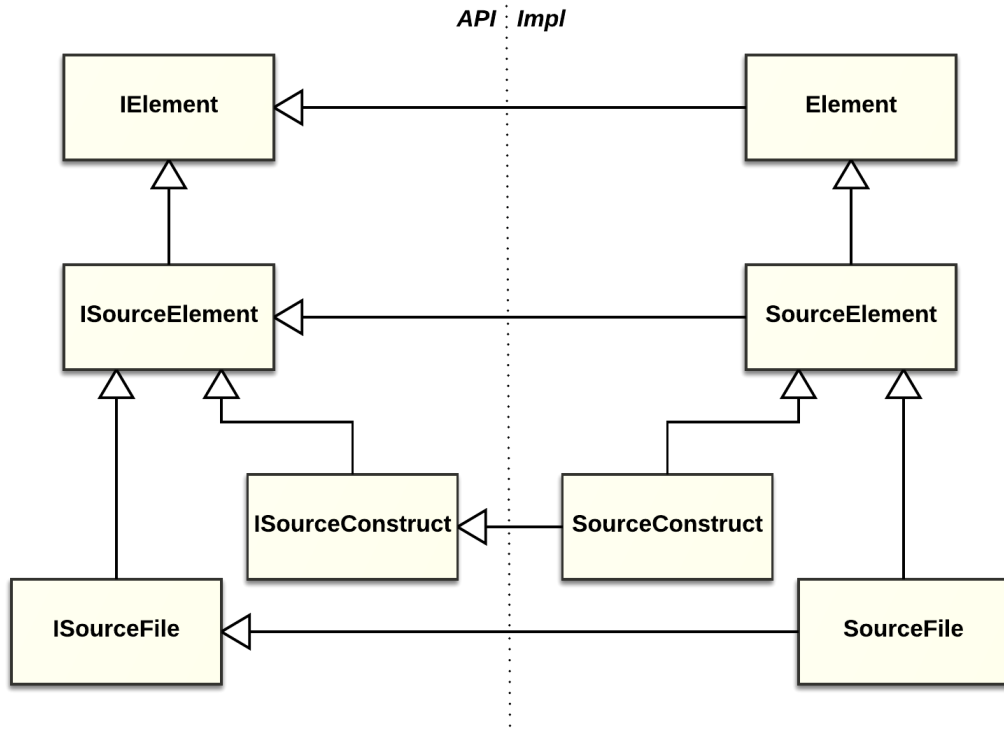 API Impl
IElement
Element
ISourceElement
SourceElement
ISourceConstruct
SourceConstruct
ISourceFile
SourceFile